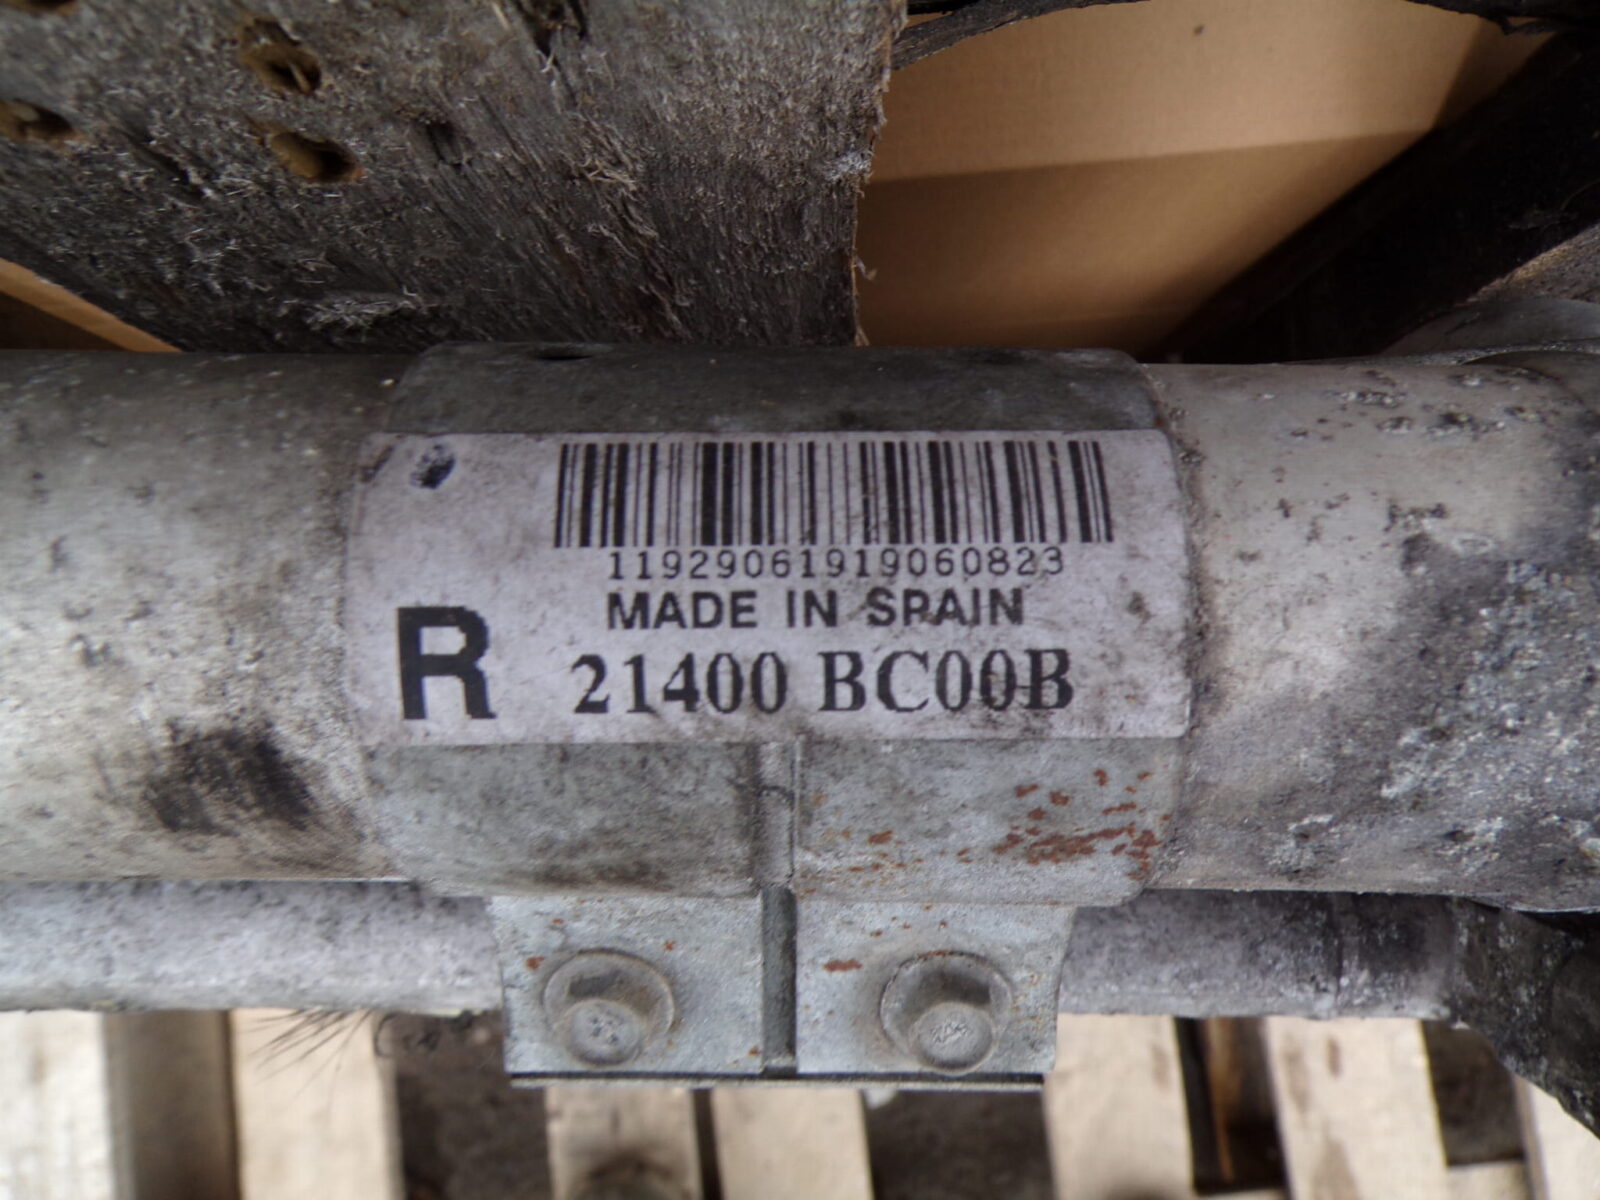 11929061919060823
MADE IN SPAIN
R 21400 BC00B